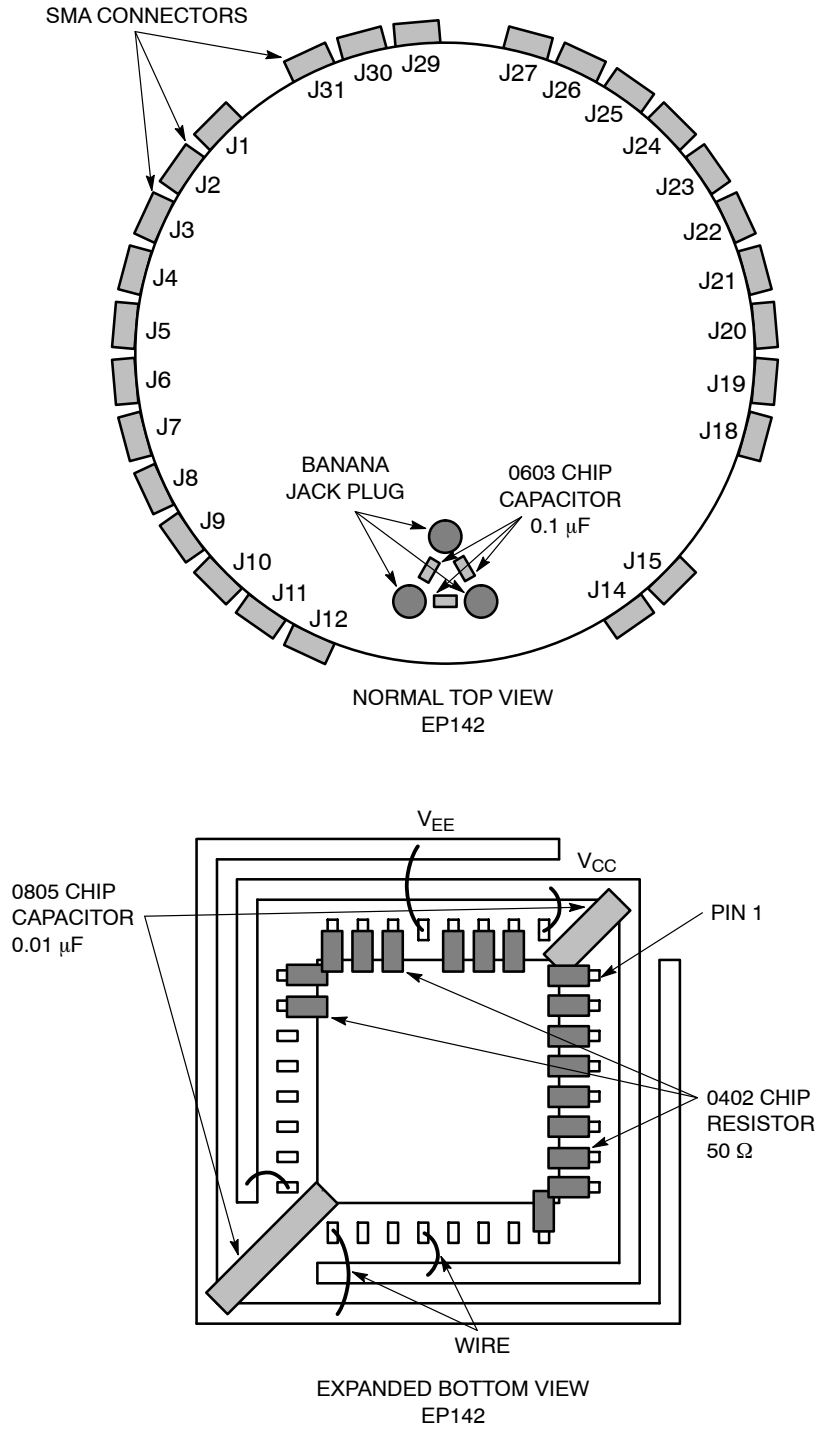 SMA CONNECTORS
J31
J30
J29
J27
J26
J25
J24
J23
J22
J21
J20
J19
J18
J15
J14
J1
J2
J3
J4
J5
J6
J7
J8
J9
J10
J11
J12
BANANA
JACK PLUG
0603 CHIP
CAPACITOR
0.1 μF
NORMAL TOP VIEW
EP142
VEE
VCC
0805 CHIP
CAPACITOR
0.01 μF
PIN 1
0402 CHIP
RESISTOR
50 Ω
WIRE
EXPANDED BOTTOM VIEW
EP142